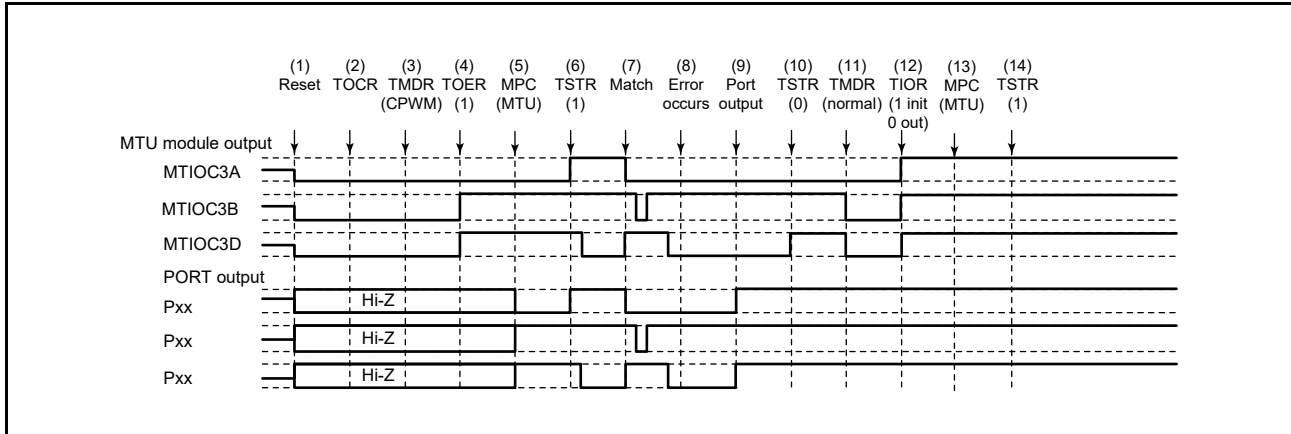 (1) (2) (3) (4) (5) (6) (7) (8) (9) (10) (11) (12) (13) (14)
Reset TOCR TMDR TOER MPC TSTR Match Error Port TSTR TMDR TIOR MPC TSTR
(CPWM) (1) (MTU) (1) occurs output (0) (normal) (1 init (MTU) (1)
0 out)
MTU module output
MTIOC3A
MTIOC3B
MTIOC3D
PORT output
Pxx Hi-Z
Pxx Hi-Z
Pxx Hi-Z